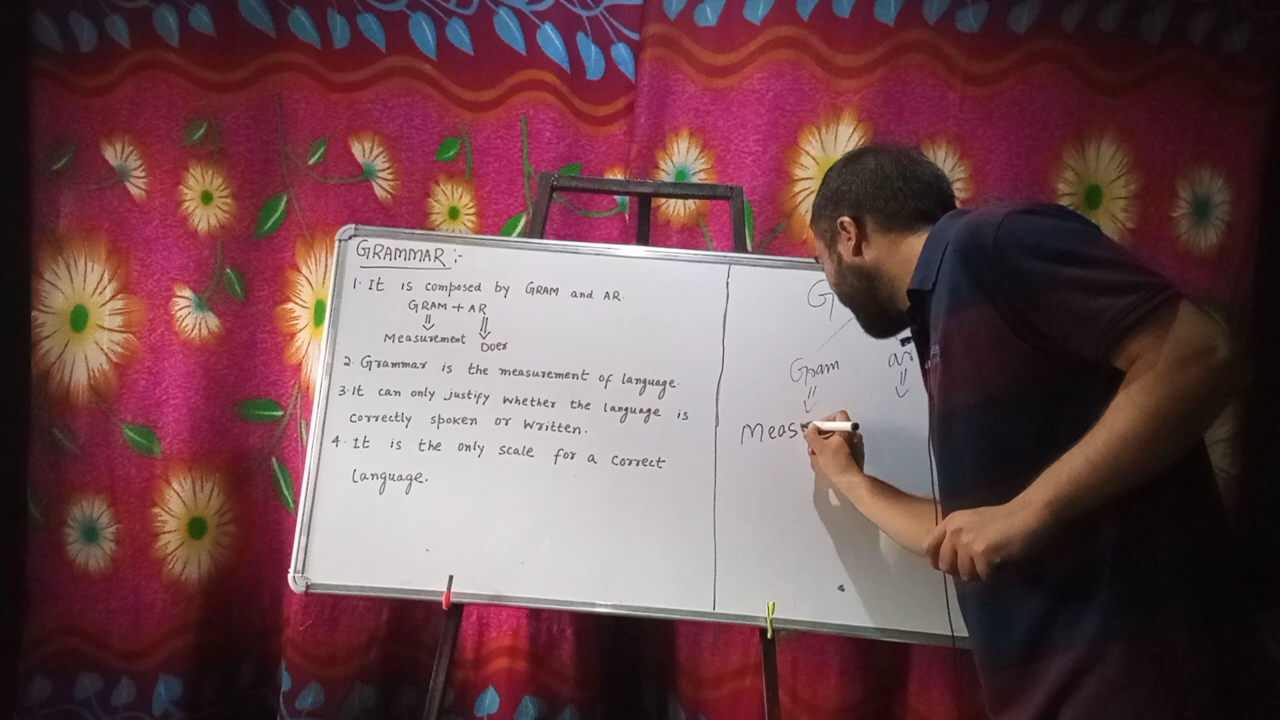 GRAMMAR :-
1. It is composed by GRAM and AR.
GRAM + AR
Measurement Doer
2. Grammar is the measurement of language.
3. It can only justify whether the language is
correctly spoken or written.
4. It is the only scale for a correct
language.
G
Gram ar
Meas